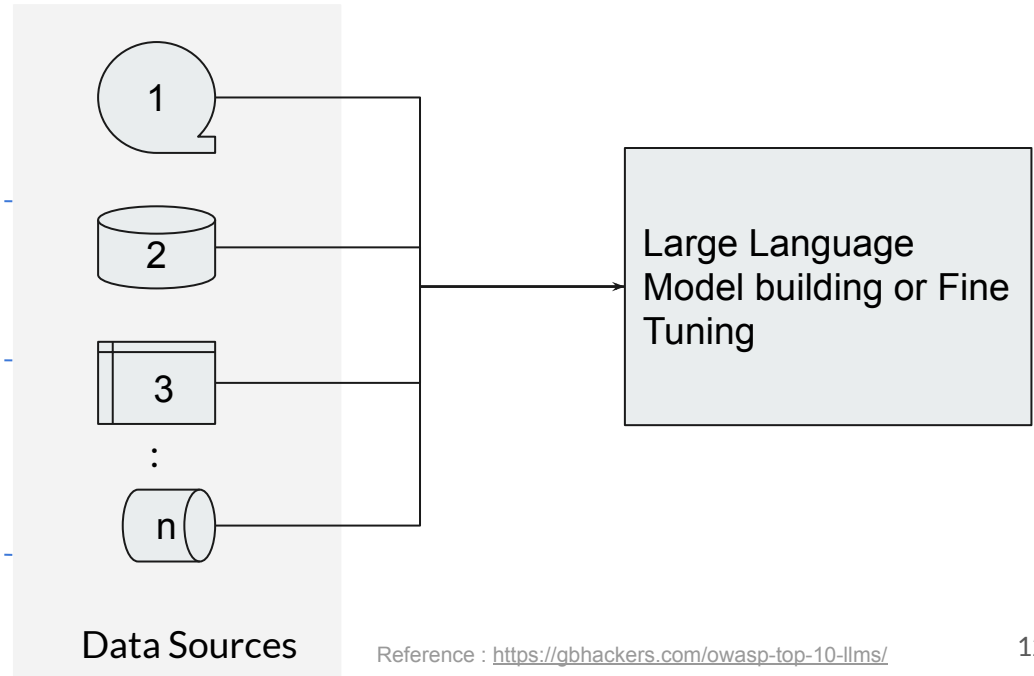 1
2
3
:
n
Large Language
Model building or Fine
Tuning
Data Sources
Reference : https://gbhackers.com/owasp-top-10-llms/